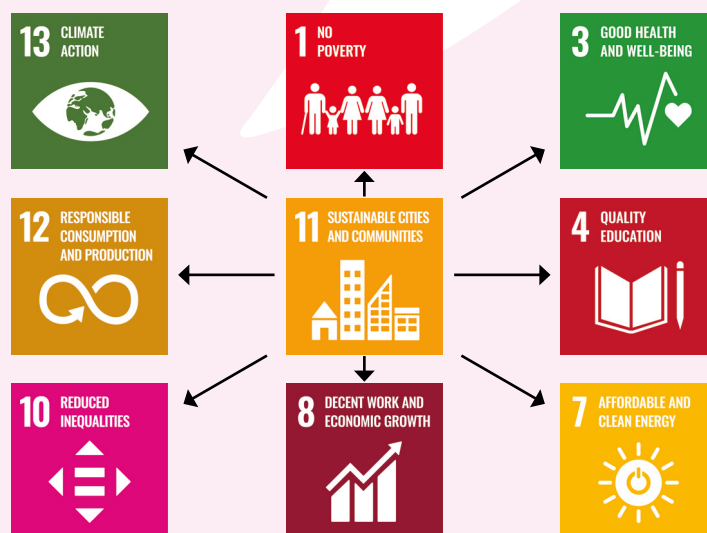 13 CLIMATE
ACTION
1 NO
POVERTY
3 GOOD HEALTH
AND WELL-BEING
12 RESPONSIBLE
CONSUMPTION
AND PRODUCTION
11 SUSTAINABLE CITIES
AND COMMUNITIES
4 QUALITY
EDUCATION
10 REDUCED
INEQUALITIES
8 DECENT WORK AND
ECONOMIC GROWTH
7 AFFORDABLE AND
CLEAN ENERGY